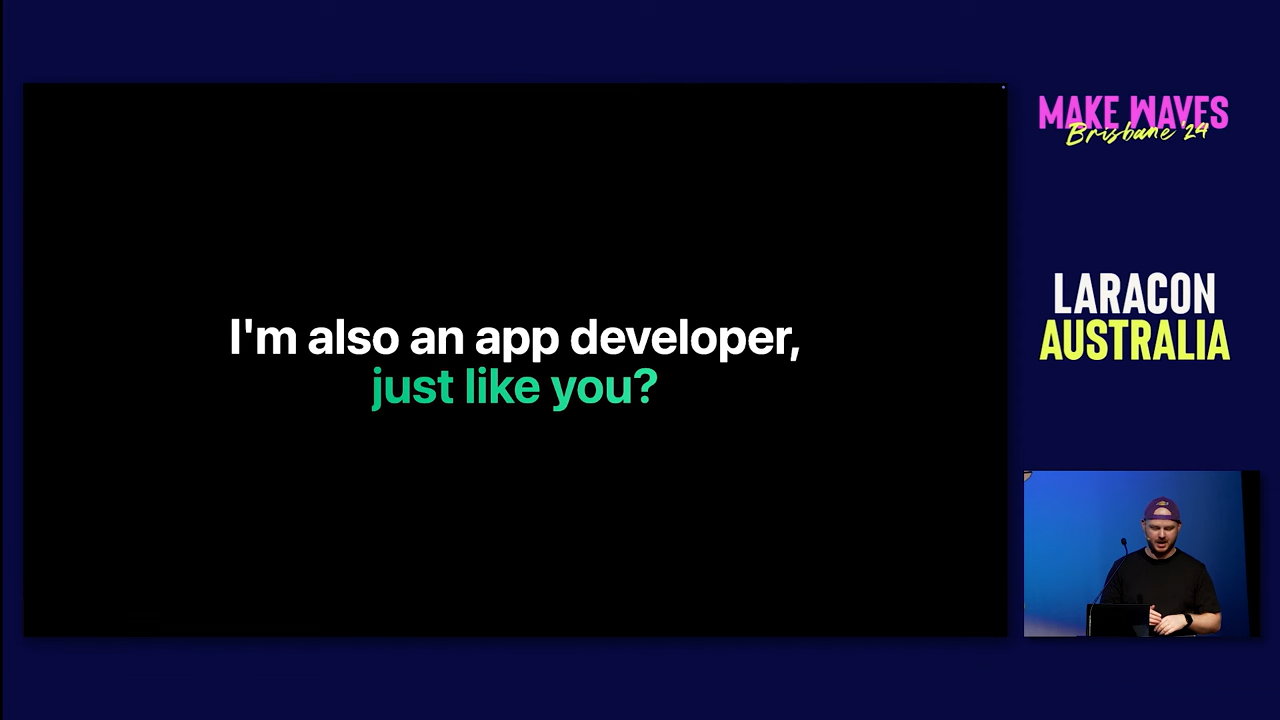 I'm also an app developer,
just like you?
MAKE WAVES
Brisbane '24
LARACON
AUSTRALIA